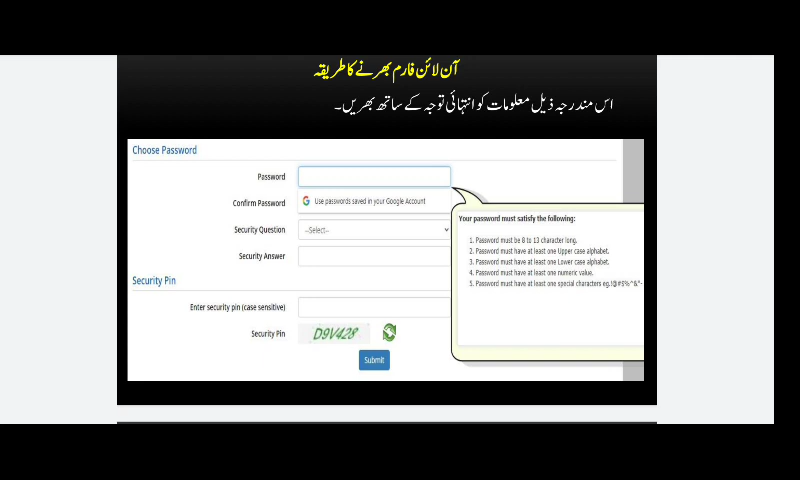 آن لائن فارم بھرنے کا طریقہ
اس مندرجہ ذیل معلومات کو انتہائی توجہ کے ساتھ بھریں۔
Choose Password
Password
Confirm Password
Use passwords saved in your Google Account
Security Question
--Select--
Security Answer
Your password must satisfy the following:
1. Password must be 8 to 13 character long.
2. Password must have at least one Upper case alphabet.
3. Password must have at least one Lower case alphabet.
4. Password must have at least one numeric value.
5. Password must have at least one special characters eg.!@#$%^&*-
Security Pin
Enter security pin (case sensitive)
Security Pin
D9V428
Submit